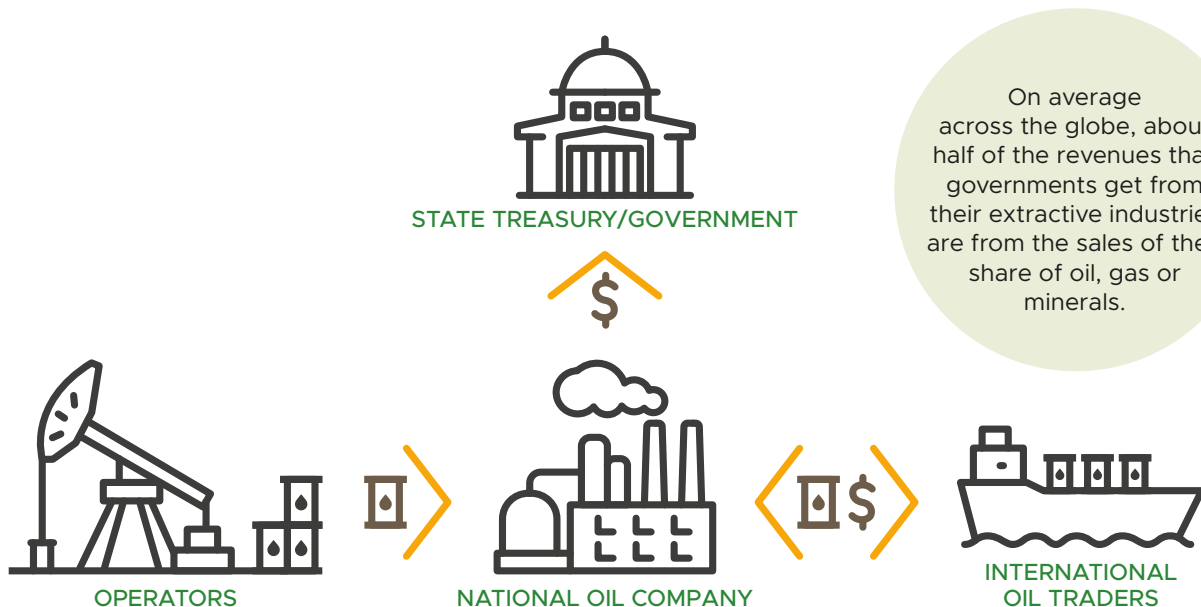 On average
across the globe, abou
half of the revenues tha
governments get from
their extractive industrie
are from the sales of the
share of oil, gas or
minerals.
STATE TREASURY/GOVERNMENT
$
$
OPERATORS
NATIONAL OIL COMPANY
INTERNATIONAL
OIL TRADERS